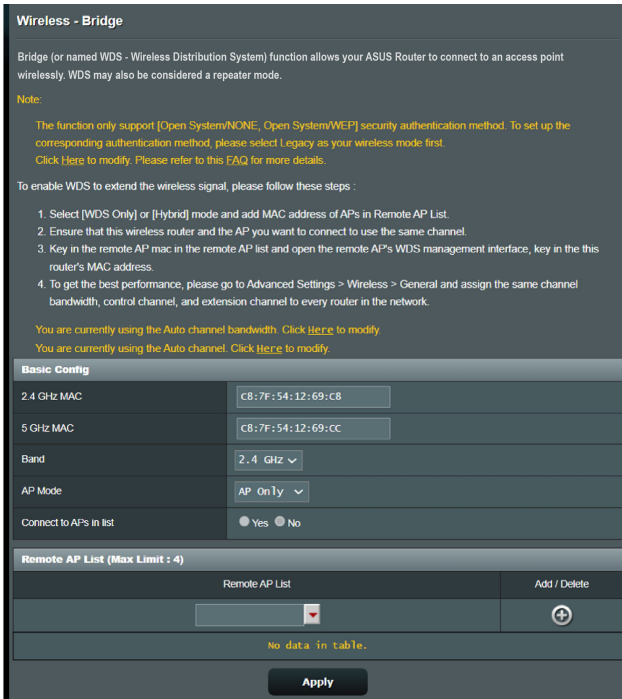 Wireless - Bridge
Bridge (or named WDS - Wireless Distribution System) function allows your ASUS Router to connect to an access point
wirelessly. WDS may also be considered a repeater mode.
Note:
The function only support [Open System/NONE, Open System/WEP] security authentication method. To set up the
corresponding authentication method, please select Legacy as your wireless mode first.
Click Here to modify. Please refer to this FAQ for more details.
To enable WDS to extend the wireless signal, please follow these steps :
1. Select [WDS Only] or [Hybrid] mode and add MAC address of APs in Remote AP List.
2. Ensure that this wireless router and the AP you want to connect to use the same channel.
3. Key in the remote AP mac in the remote AP list and open the remote AP's WDS management interface, key in the this
router's MAC address.
4. To get the best performance, please go to Advanced Settings > Wireless > General and assign the same channel
bandwidth, control channel, and extension channel to every router in the network.
You are currently using the Auto channel bandwidth. Click Here to modify.
You are currently using the Auto channel. Click Here to modify.
Basic Config
2.4 GHz MAC C8:7F:54:12:69:C8
5 GHz MAC C8:7F:54:12:69:CC
Band 2.4 GHz
AP Mode AP Only
Connect to APs in list Yes No
Remote AP List (Max Limit : 4)
Remote AP List Add / Delete
No data in table.
Apply